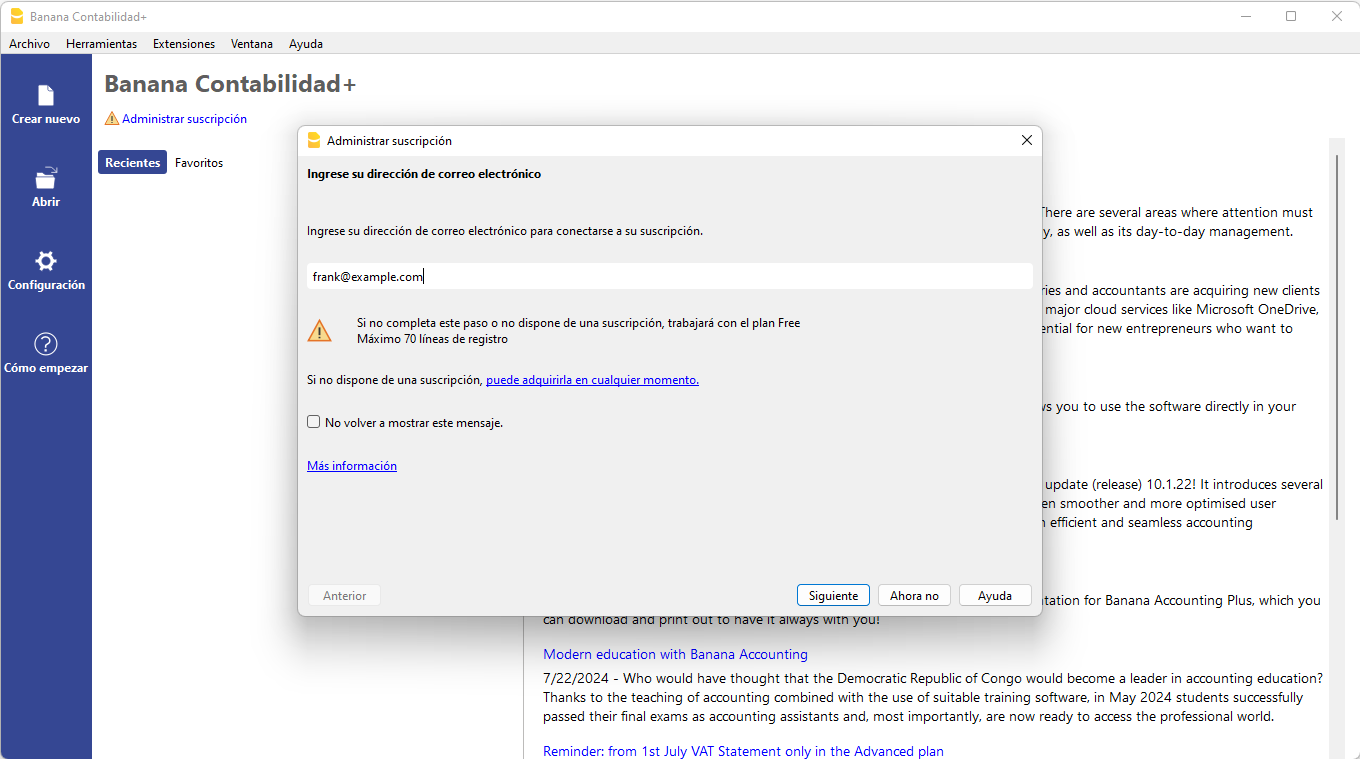 Banana Contabilidad+
Archivo Herramientas Extensiones Ventana Ayuda
Crear nuevo
Abrir
Configuración
Cómo empezar
Banana Contabilidad+
Administrar suscripción
Recientes Favoritos
Administrar suscripción
Ingrese su dirección de correo electrónico
Ingrese su dirección de correo electrónico para conectarse a su suscripción.
frank@example.com
Si no completa este paso o no dispone de una suscripción, trabajará con el plan Free
Máximo 70 líneas de registro
Si no dispone de una suscripción, puede adquirirla en cualquier momento.
No volver a mostrar este mensaje.
Más información
Anterior Siguiente Ahora no Ayuda
There are several areas where attention must
y, as well as its day-to-day management.
ries and accountants are acquiring new clients
major cloud services like Microsoft OneDrive,
ential for new entrepreneurs who want to
ws you to use the software directly in your
update (release) 10.1.22! It introduces several
en smoother and more optimised user
efficient and seamless accounting
ntation for Banana Accounting Plus, which you
can download and print out to have it always with you!
Modern education with Banana Accounting
7/22/2024 - Who would have thought that the Democratic Republic of Congo would become a leader in accounting education?
Thanks to the teaching of accounting combined with the use of suitable training software, in May 2024 students successfully
passed their final exams as accounting assistants and, most importantly, are now ready to access the professional world.
Reminder: from 1st July VAT Statement only in the Advanced plan